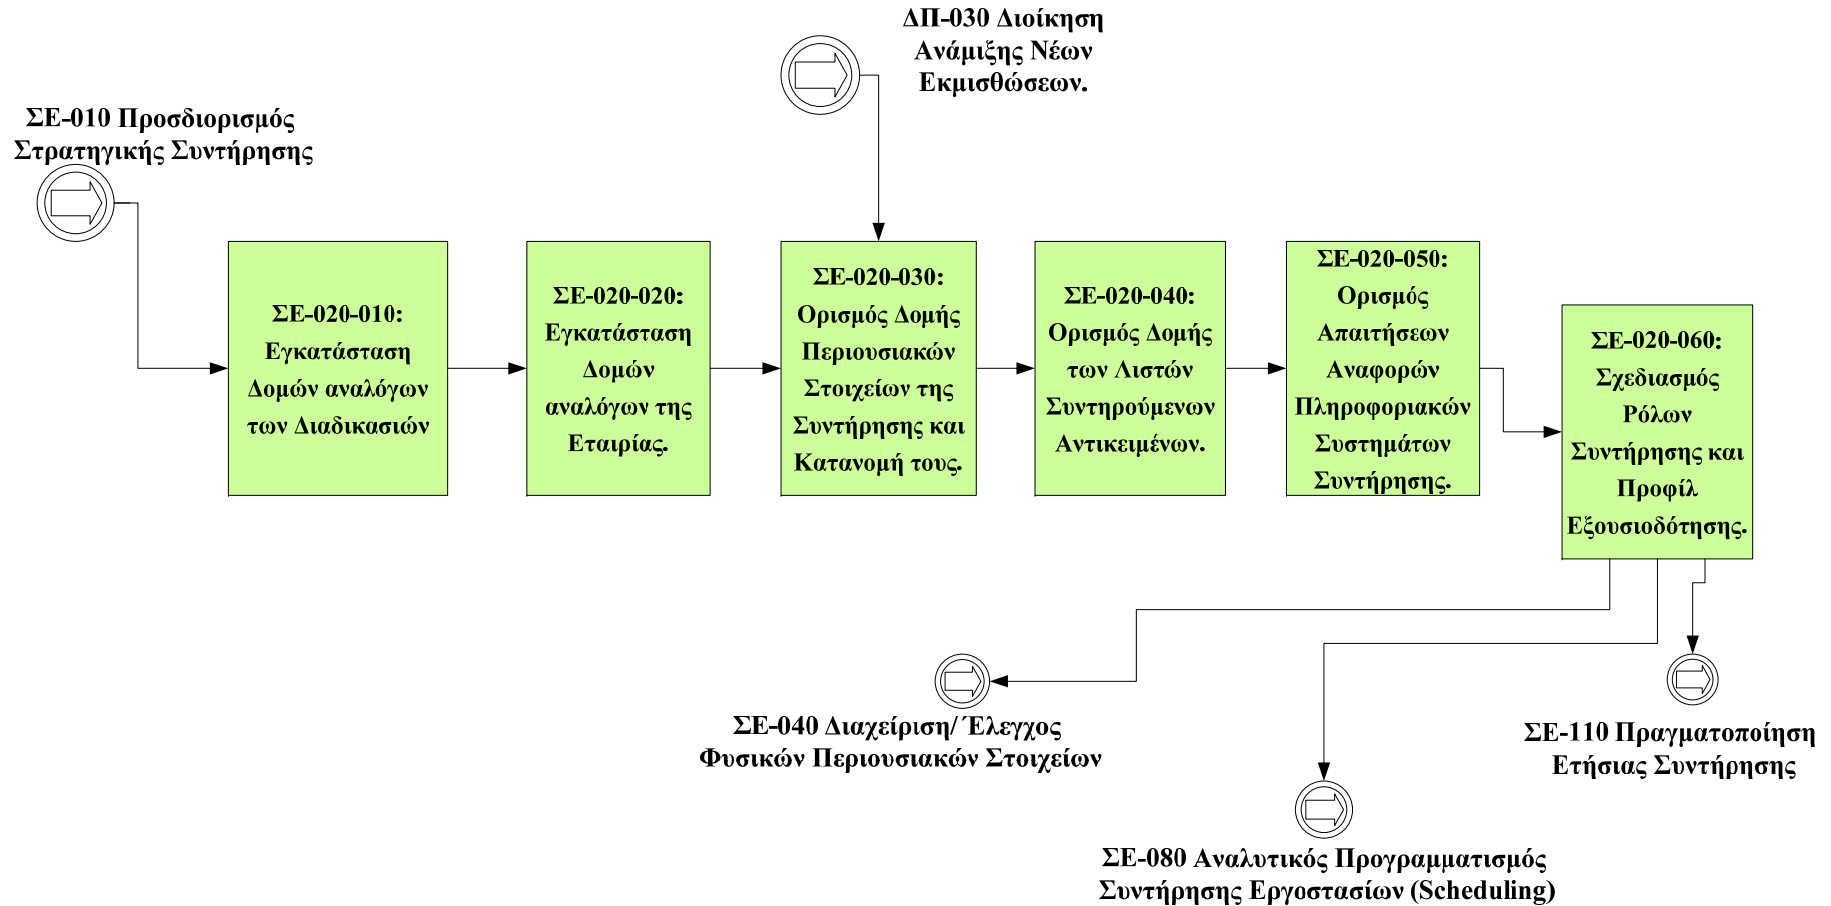 ΔΠ-030 Διοίκηση
Ανάμιξης Νέων
Εκμισθώσεων.
ΣΕ-010 Προσδιορισμός
Στρατηγικής Συντήρησης
ΣΕ-020-010:
Εγκατάσταση
Δομών αναλόγων
των Διαδικασιών
ΣΕ-020-020:
Εγκατάσταση
Δομών
αναλόγων της
Εταιρίας.
ΣΕ-020-030:
Ορισμός Δομής
Περιουσιακών
Στοιχείων της
Συντήρησης και
Κατανομή τους.
ΣΕ-020-040:
Ορισμός Δομής
των Λιστών
Συντηρούμενων
Αντικειμένων.
ΣΕ-020-050:
Ορισμός
Απαιτήσεων
Αναφορών
Πληροφοριακών
Συστημάτων
Συντήρησης.
ΣΕ-020-060:
Σχεδιασμός
Ρόλων
Συντήρησης και
Προφίλ
Εξουσιοδότησης.
ΣΕ-040 Διαχείριση/ Έλεγχος
Φυσικών Περιουσιακών Στοιχείων
ΣΕ-110 Πραγματοποίηση
Ετήσιας Συντήρησης
ΣΕ-080 Αναλυτικός Προγραμματισμός
Συντήρησης Εργοστασίων (Scheduling)